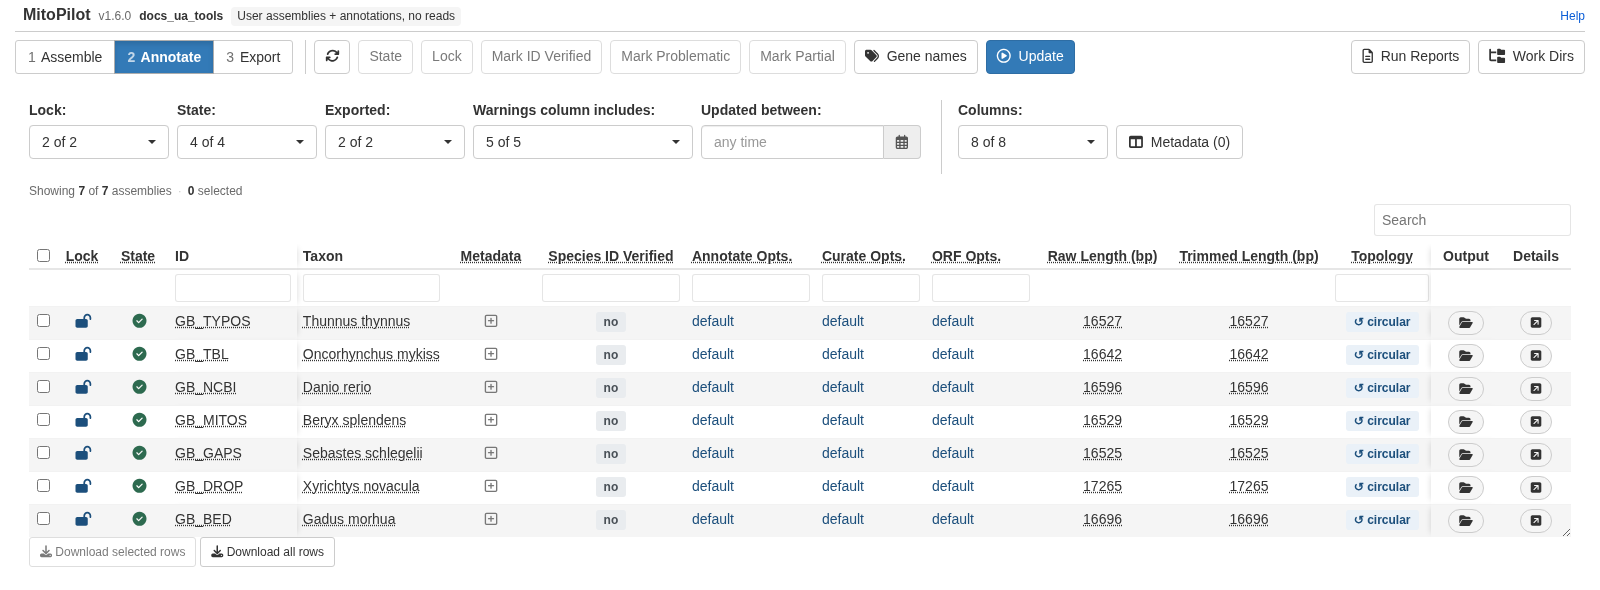 MitoPilot v1.6.0 docs_ua_tools User assemblies + annotations, no reads Help
1 Assemble 2 Annotate 3 Export State Lock Mark ID Verified Mark Problematic Mark Partial Gene names Update Run Reports Work Dirs
Lock: State: Exported: Warnings column includes: Updated between: Columns:
2 of 2 4 of 4 2 of 2 5 of 5 any time 8 of 8 Metadata (0)
Showing 7 of 7 assemblies · 0 selected
Search
Lock State ID Taxon Metadata Species ID Verified Annotate Opts. Curate Opts. ORF Opts. Raw Length (bp) Trimmed Length (bp) Topology Output Details
GB_TYPOS Thunnus thynnus no default default default 16527 16527 ↺ circular
GB_TBL Oncorhynchus mykiss no default default default 16642 16642 ↺ circular
GB_NCBI Danio rerio no default default default 16596 16596 ↺ circular
GB_MITOS Beryx splendens no default default default 16529 16529 ↺ circular
GB_GAPS Sebastes schlegelii no default default default 16525 16525 ↺ circular
GB_DROP Xyrichtys novacula no default default default 17265 17265 ↺ circular
GB_BED Gadus morhua no default default default 16696 16696 ↺ circular
Download selected rows Download all rows